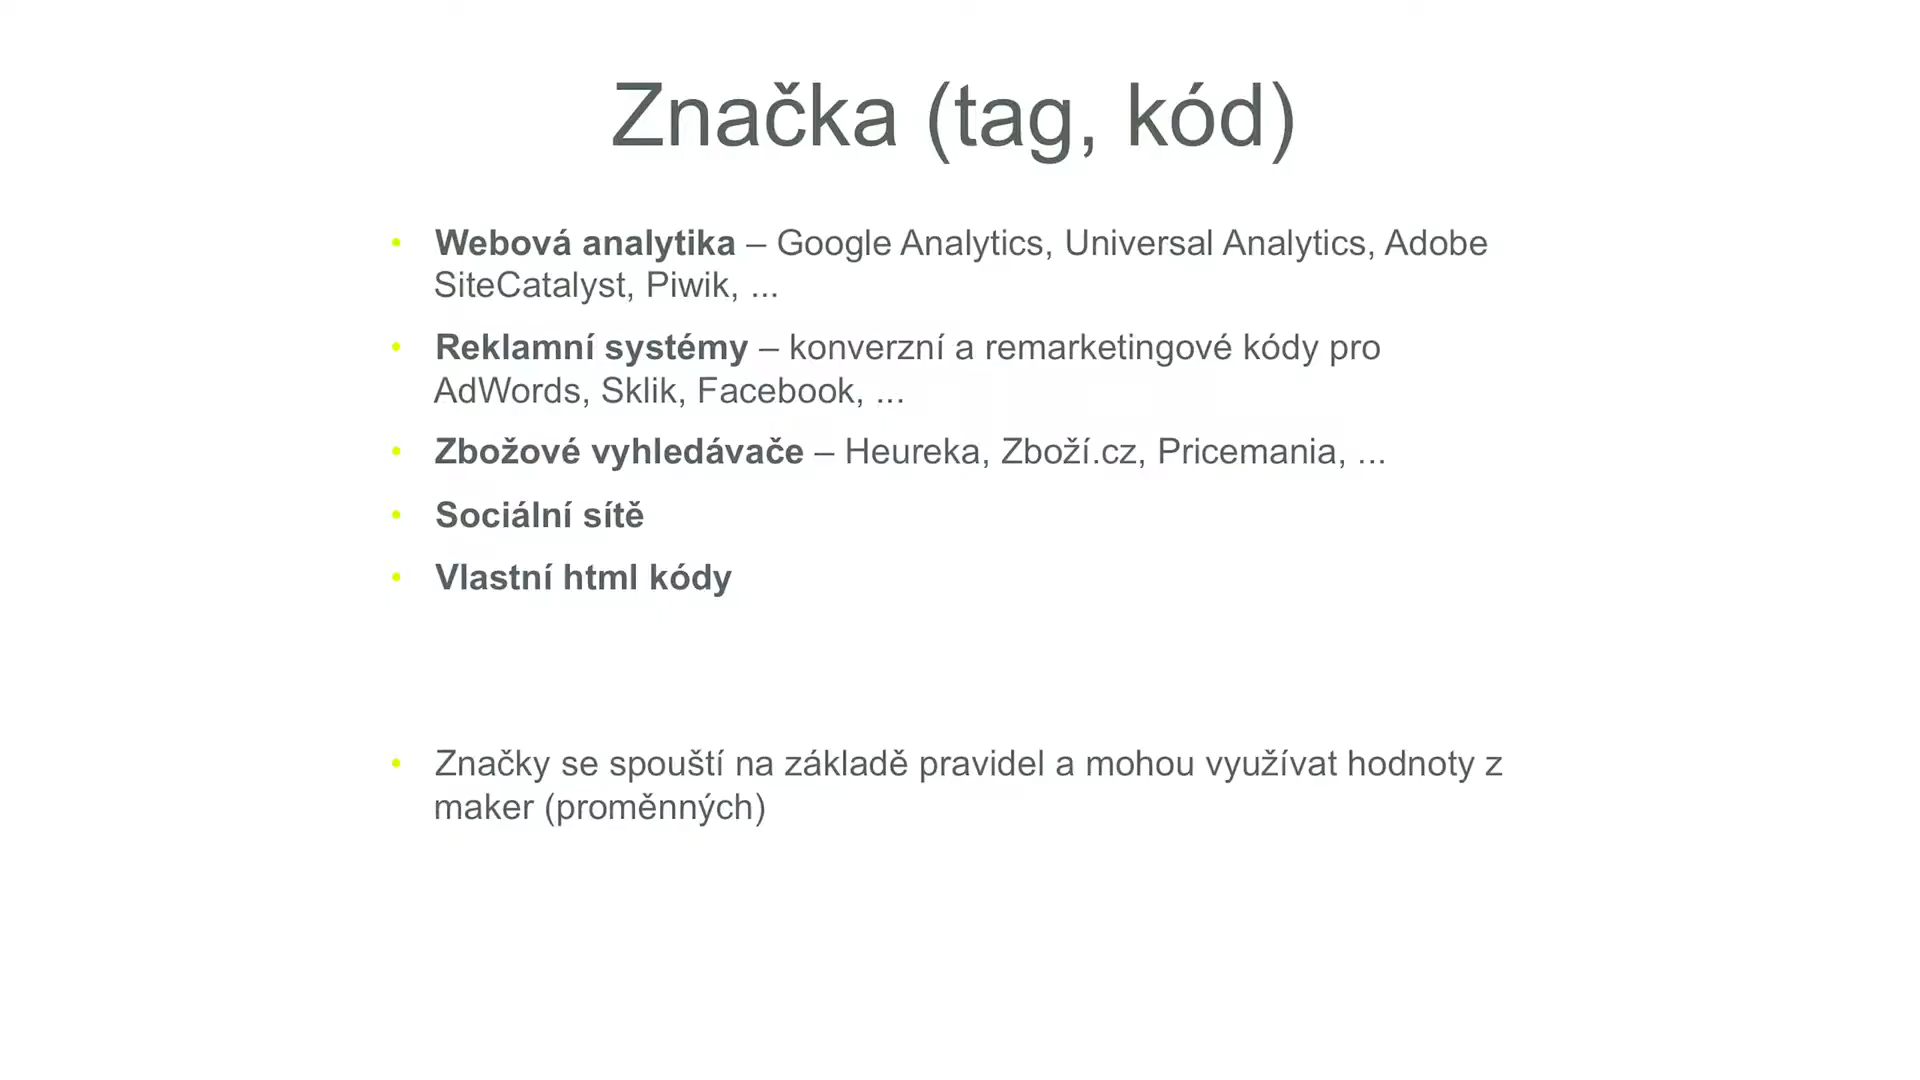 Značka (tag, kód)
• Webová analytika – Google Analytics, Universal Analytics, Adobe
SiteCatalyst, Piwik, ...
• Reklamní systémy – konverzní a remarketingové kódy pro
AdWords, Sklik, Facebook, ...
• Zbožové vyhledávače – Heureka, Zboží.cz, Pricemania, ...
• Sociální sítě
• Vlastní html kódy
• Značky se spouští na základě pravidel a mohou využívat hodnoty z
maker (proměnných)